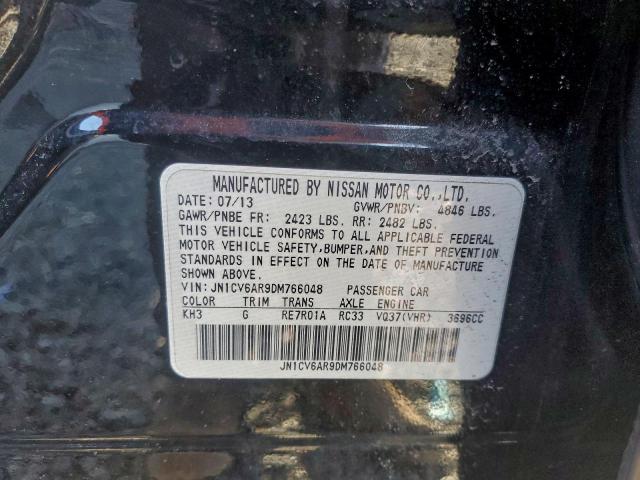 MANUFACTURED BY NISSAN MOTOR CO.,LTD.
DATE: 07/13 GVWR/PNBV: 4846 LBS.
GAWR/PNBE FR: 2423 LBS. RR: 2482 LBS.
THIS VEHICLE CONFORMS TO ALL APPLICABLE FEDERAL
MOTOR VEHICLE SAFETY,BUMPER,AND THEFT PREVENTION
STANDARDS IN EFFECT ON THE DATE OF MANUFACTURE
SHOWN ABOVE.
VIN: JN1CV6AR9DM766048 PASSENGER CAR
COLOR TRIM TRANS AXLE ENGINE
KH3 G RE7R01A RC33 VQ37(VHR) 3696CC
JN1CV6AR9DM766048